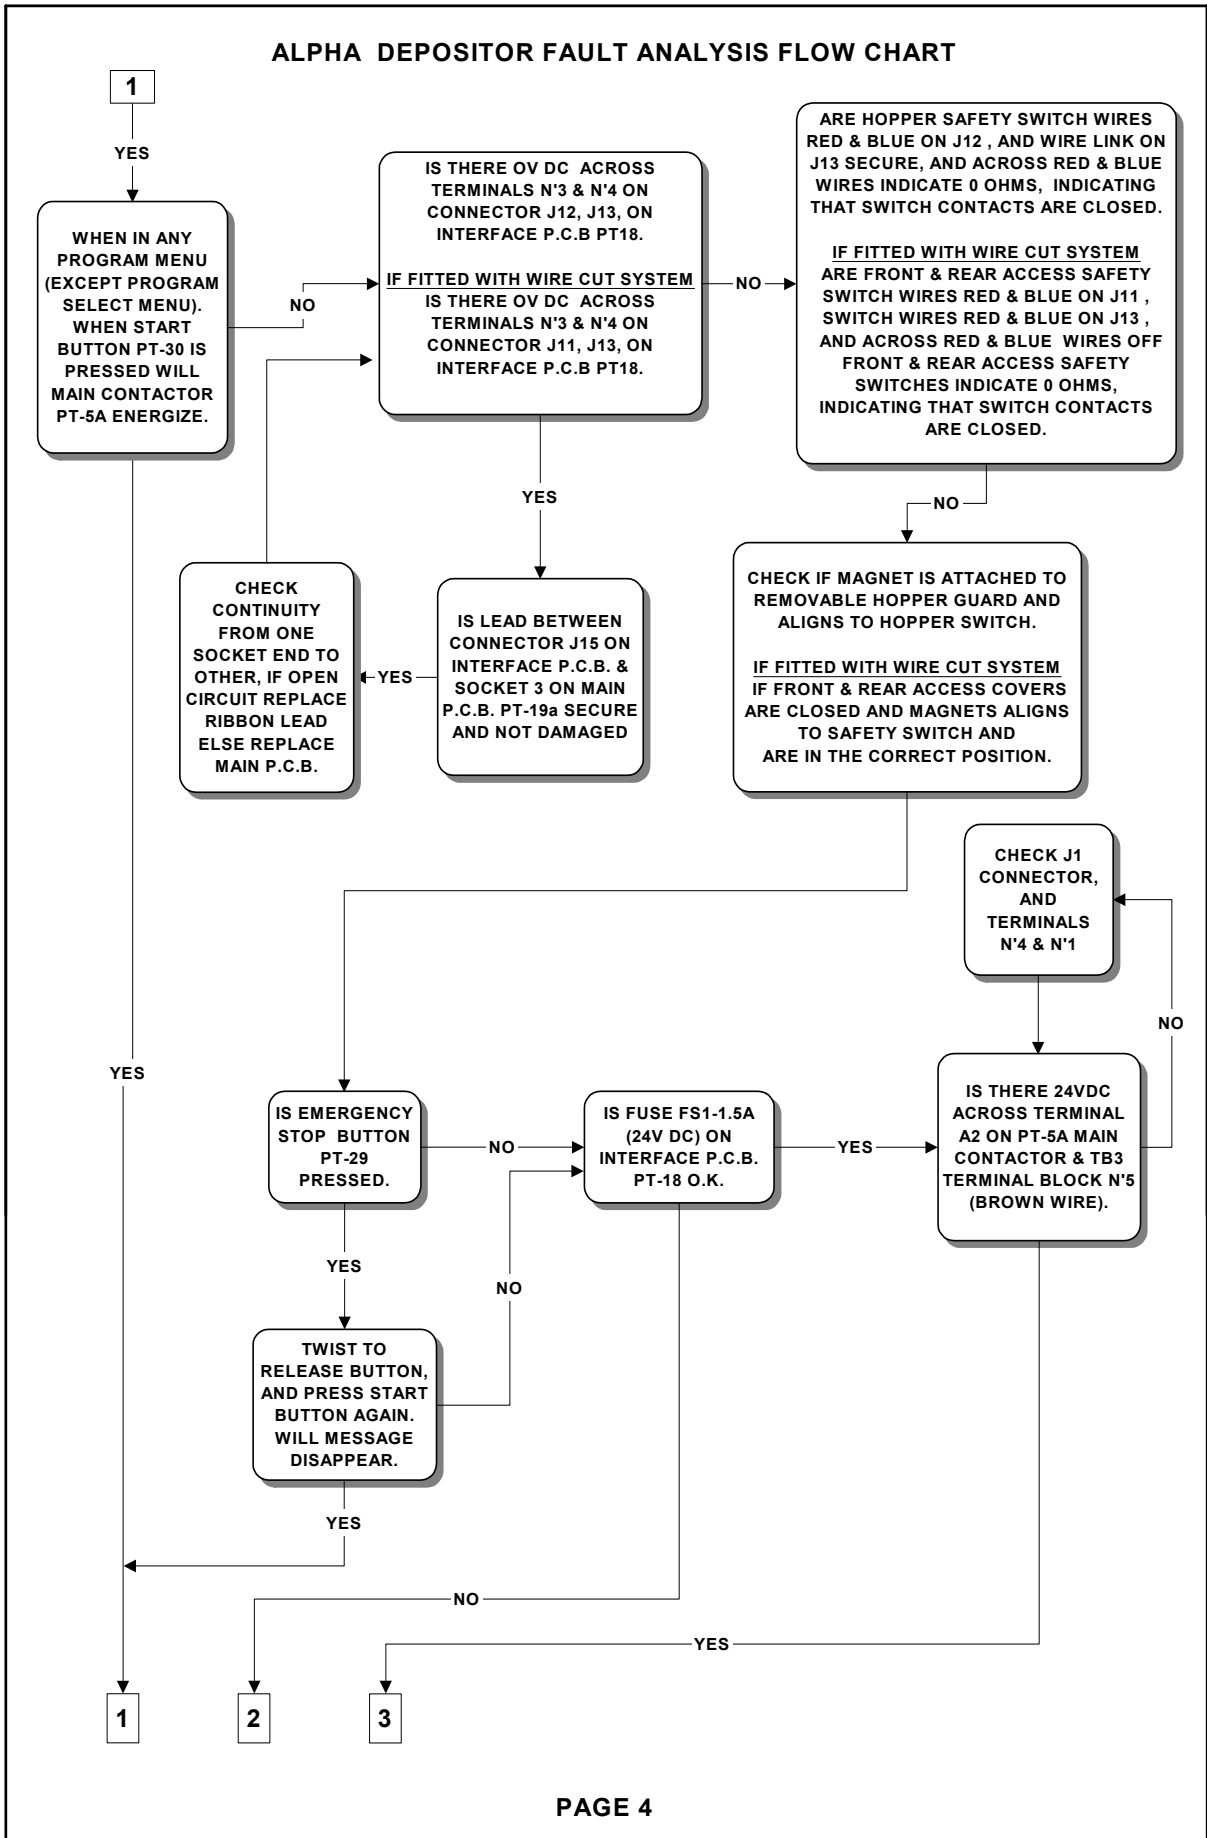 ALPHA  DEPOSITOR FAULT ANALYSIS FLOW CHART
1
YES
WHEN IN ANY
PROGRAM MENU
(EXCEPT PROGRAM
SELECT MENU).
WHEN START
BUTTON PT-30 IS
PRESSED WILL
MAIN CONTACTOR
PT-5A ENERGIZE.
NO
IS THERE OV DC  ACROSS
TERMINALS N'3 & N'4 ON
CONNECTOR J12, J13, ON
INTERFACE P.C.B PT18.
IF FITTED WITH WIRE CUT SYSTEM
IS THERE OV DC  ACROSS
TERMINALS N'3 & N'4 ON
CONNECTOR J11, J13, ON
INTERFACE P.C.B PT18.
NO
ARE HOPPER SAFETY SWITCH WIRES
RED & BLUE ON J12 , AND WIRE LINK ON
J13 SECURE, AND ACROSS RED & BLUE
WIRES INDICATE 0 OHMS,  INDICATING
THAT SWITCH CONTACTS ARE CLOSED.
IF FITTED WITH WIRE CUT SYSTEM
ARE FRONT & REAR ACCESS SAFETY
SWITCH WIRES RED & BLUE ON J11 ,
SWITCH WIRES RED & BLUE ON J13 ,
AND ACROSS RED & BLUE  WIRES OFF
FRONT & REAR ACCESS SAFETY
SWITCHES INDICATE 0 OHMS,
INDICATING THAT SWITCH CONTACTS
ARE CLOSED.
YES
NO
CHECK
CONTINUITY
FROM ONE
SOCKET END TO
OTHER, IF OPEN
CIRCUIT REPLACE
RIBBON LEAD
ELSE REPLACE
MAIN P.C.B.
YES
IS LEAD BETWEEN
CONNECTOR J15 ON
INTERFACE P.C.B. &
SOCKET 3 ON MAIN
P.C.B. PT-19a SECURE
AND NOT DAMAGED
CHECK IF MAGNET IS ATTACHED TO
REMOVABLE HOPPER GUARD AND
ALIGNS TO HOPPER SWITCH.
IF FITTED WITH WIRE CUT SYSTEM
IF FRONT & REAR ACCESS COVERS
ARE CLOSED AND MAGNETS ALIGNS
TO SAFETY SWITCH AND
ARE IN THE CORRECT POSITION.
CHECK J1
CONNECTOR,
AND
TERMINALS
N'4 & N'1
NO
YES
IS EMERGENCY
STOP  BUTTON
PT-29
PRESSED.
NO
IS FUSE FS1-1.5A
(24V DC) ON
INTERFACE P.C.B.
PT-18 O.K.
YES
IS THERE 24VDC
ACROSS TERMINAL
A2 ON PT-5A MAIN
CONTACTOR & TB3
TERMINAL BLOCK N'5
(BROWN WIRE).
YES
NO
TWIST TO
RELEASE BUTTON,
AND PRESS START
BUTTON AGAIN.
WILL MESSAGE
DISAPPEAR.
YES
NO
YES
1
2
3
PAGE 4